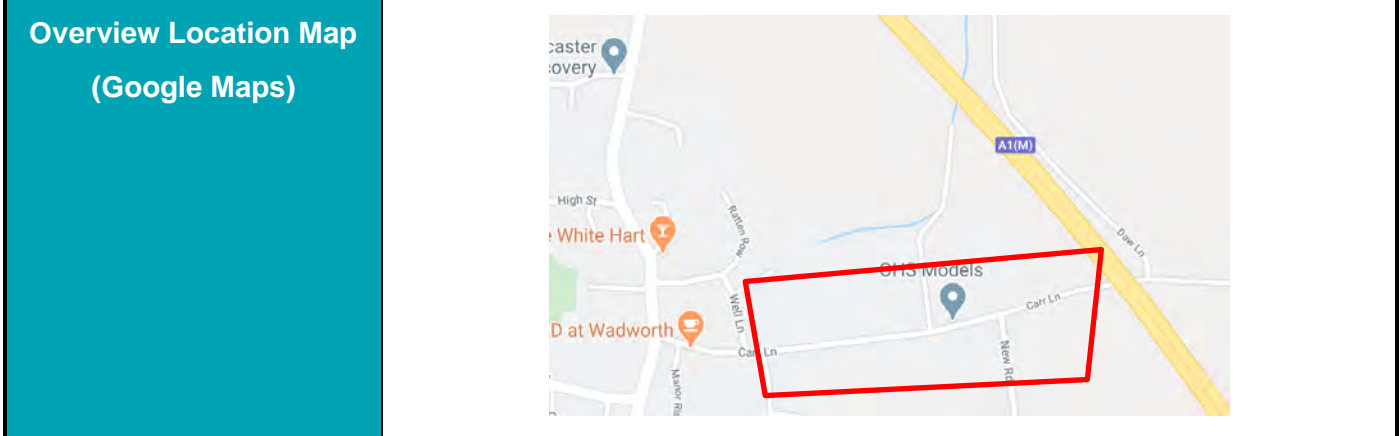 Overview Location Map
(Google Maps)
caster
covery
A1(M)
High St
Ratten Row
White Hart
Daw Ln
OHS Models
Well Ln
Carr Ln
D at Wadworth
Carr Ln
New Rd
Manor Ris